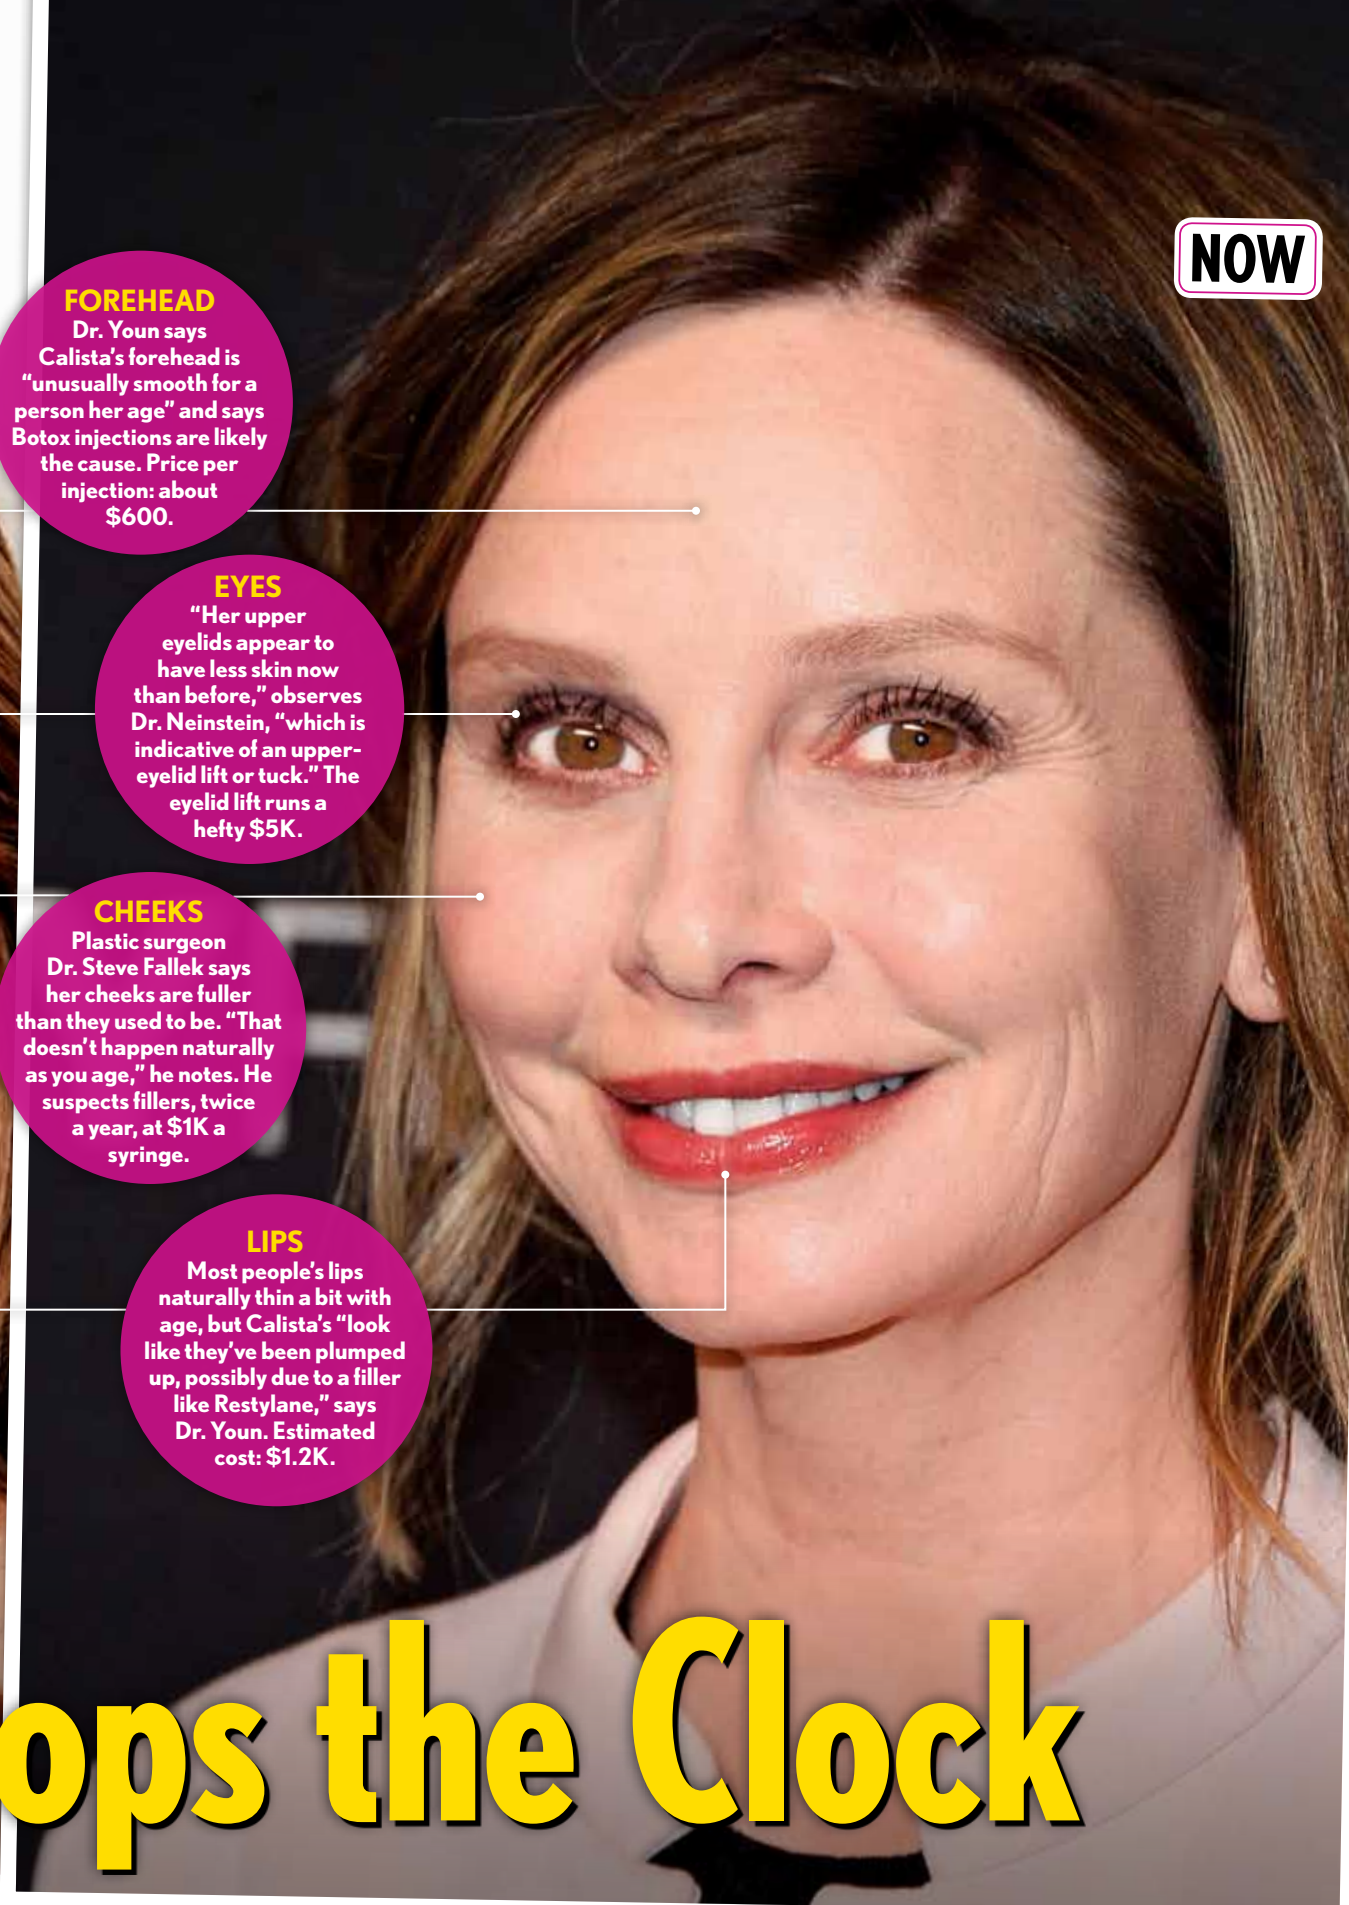 NOW
FOREHEAD
Dr. Youn says
Calista's forehead is
“unusually smooth for a
person her age” and says
Botox injections are likely
the cause. Price per
injection: about
$600.
EYES
“Her upper
eyelids appear to
have less skin now
than before,” observes
Dr. Neinstein, “which is
indicative of an upper-
eyelid lift or tuck.” The
eyelid lift runs a
hefty $5K.
CHEEKS
Plastic surgeon
Dr. Steve Fallek says
her cheeks are fuller
than they used to be. “That
doesn't happen naturally
as you age,” he notes. He
suspects fillers, twice
a year, at $1K a
syringe.
LIPS
Most people's lips
naturally thin a bit with
age, but Calista's “look
like they've been plumped
up, possibly due to a filler
like Restylane,” says
Dr. Youn. Estimated
cost: $1.2K.
ops the Clock